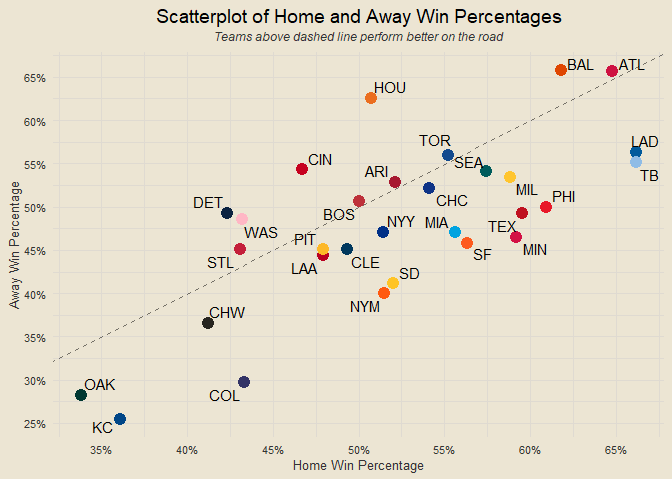 Scatterplot of Home and Away Win Percentages
Teams above dashed line perform better on the road
BAL ATL
65%
HOU
60%
TOR LAD
55%
CIN SEA
ARI TB
MIL
PHI
50%
DET CHC
BOS
NYY MIA TEX
WAS PIT
45%
STL LAA CLE SF MIN
SD
40%
NYM
CHW
35%
30%
OAK COL
25%
KC
35% 40% 45% 50% 55% 60% 65%
Home Win Percentage
Away Win Percentage